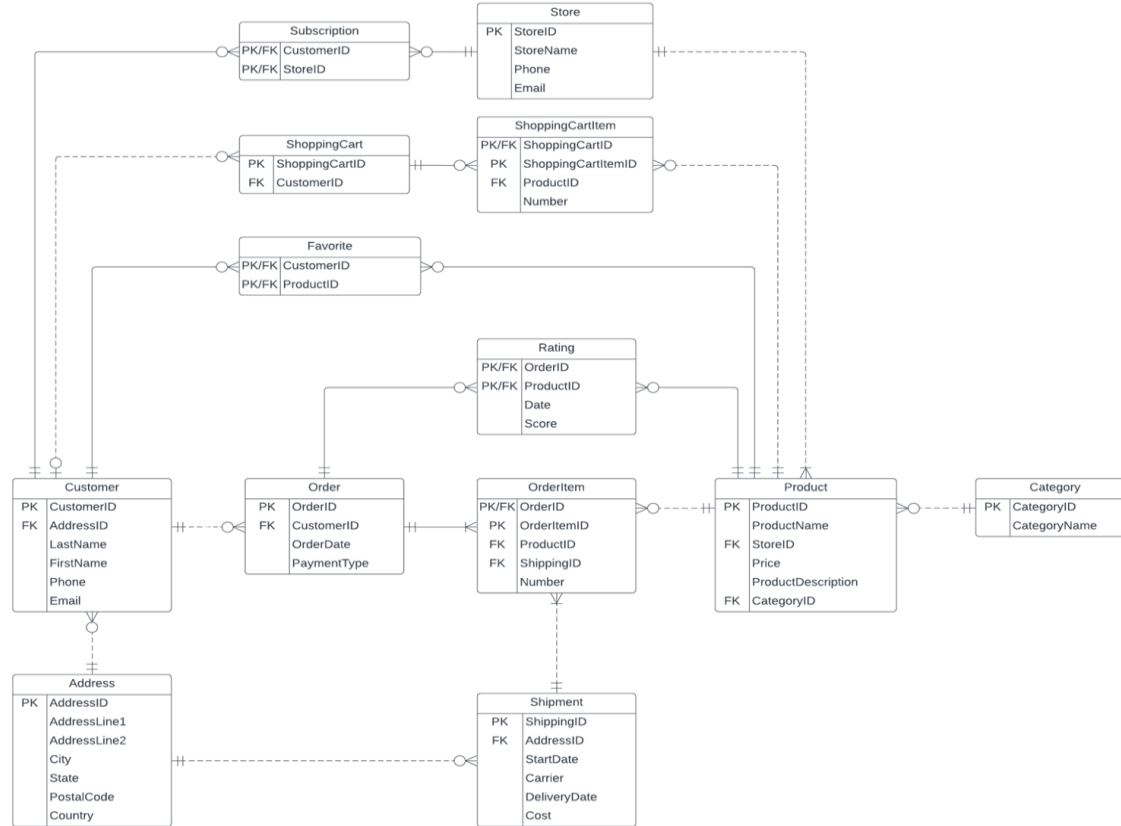 Store
PK StoreID
StoreName
Phone
Email
Subscription
PK/FK CustomerID
PK/FK StoreID
ShoppingCartItem
PK/FK ShoppingCartID
PK ShoppingCartItemID
FK ProductID
Number
ShoppingCart
PK ShoppingCartID
FK CustomerID
Favorite
PK/FK CustomerID
PK/FK ProductID
Rating
PK/FK OrderID
PK/FK ProductID
Date
Score
Customer
PK CustomerID
FK AddressID
LastName
FirstName
Phone
Email
Order
PK OrderID
FK CustomerID
OrderDate
PaymentType
OrderItem
PK/FK OrderID
PK OrderItemID
FK ProductID
FK ShippingID
Number
Product
PK ProductID
ProductName
FK StoreID
Price
ProductDescription
FK CategoryID
Category
PK CategoryID
CategoryName
Address
PK AddressID
AddressLine1
AddressLine2
City
State
PostalCode
Country
Shipment
PK ShippingID
FK AddressID
StartDate
Carrier
DeliveryDate
Cost